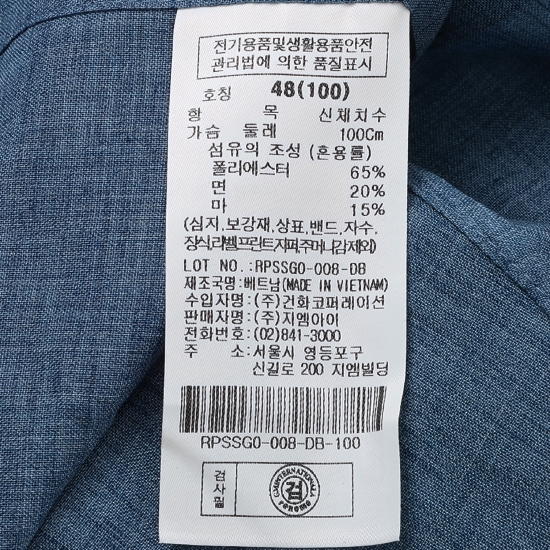 전기용품및생활용품안전
관리법에 의한 품질표시
호칭 48(100)
항 목 신체치수
가슴 둘레 100Cm
섬유의 조성 (혼용률)
폴리에스터 65%
면 20%
마 15%
(심지,보강재,상표,밴드,자수,
장식,라벨,프린트,지퍼,주머니감제외)
LOT NO.:RPSSG0-008-DB
제조국명:베트남(MADE IN VIETNAM)
수입자명:(주)건화코퍼레이션
판매자명:(주)지엠아이
전화번호:(02)841-3000
주 소:서울시 영등포구
신길로 200 지엠빌딩
RPSSG0-008-DB-100
검사필
검